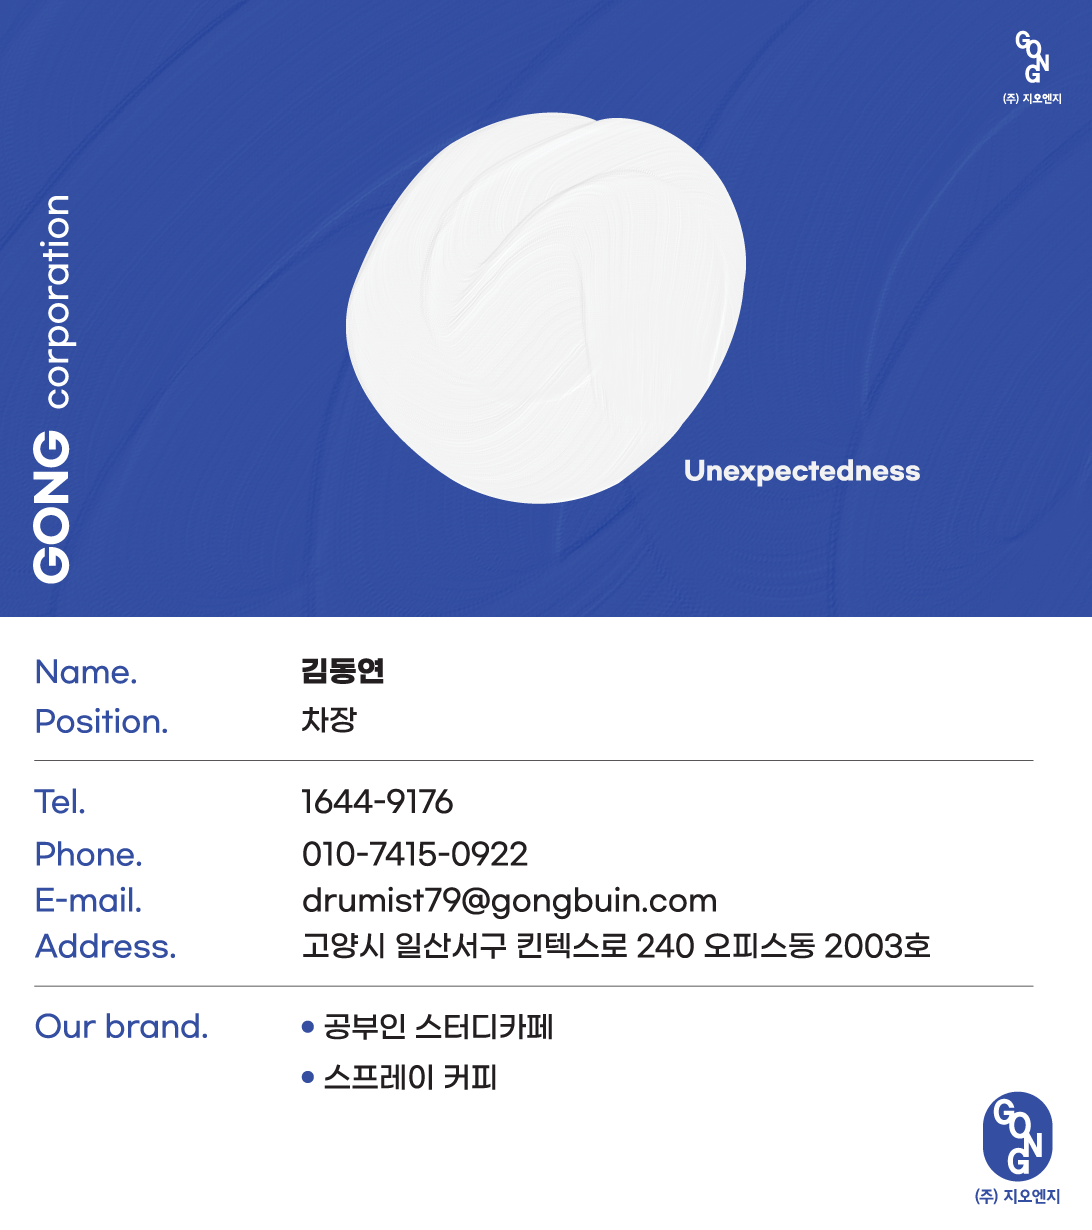 GONG
(주) 지오엔지
GONG corporation
Unexpectedness
Name. 김동연
Position. 차장
Tel. 1644-9176
Phone. 010-7415-0922
E-mail. drumist79@gongbuin.com
Address. 고양시 일산서구 킨텍스로 240 오피스동 2003호
Our brand. • 공부인 스터디카페
• 스프레이 커피
GONG
(주) 지오엔지